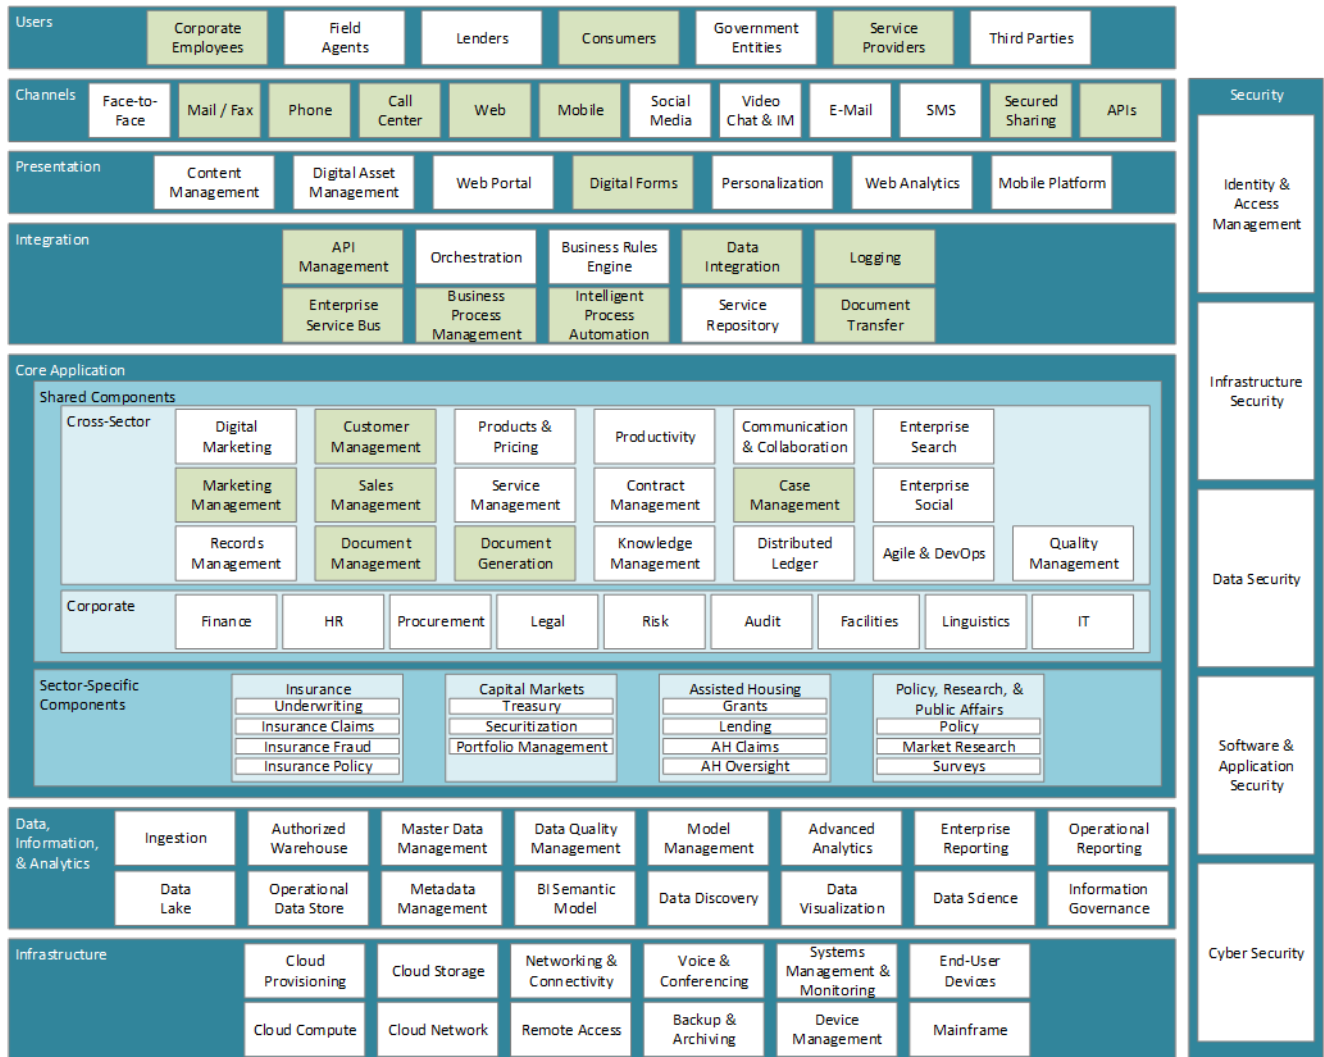 Users
Corporate
Employees
Field
Agents
Lenders
Consumers
Government
Entities
Service
Providers
Third Parties
Channels
Face-to-
Face
Mail / Fax
Phone
Call
Center
Web
Mobile
Social
Media
Video
Chat & IM
E-Mail
SMS
Secured
Sharing
APIs
Presentation
Content
Management
Digital Asset
Management
Web Portal
Digital Forms
Personalization
Web Analytics
Mobile Platform
Integration
API
Management
Orchestration
Business Rules
Engine
Data
Integration
Logging
Enterprise
Service Bus
Business
Process
Management
Intelligent
Process
Automation
Service
Repository
Document
Transfer
Core Application
Shared Components
Cross-Sector
Digital
Marketing
Customer
Management
Products &
Pricing
Productivity
Communication
& Collaboration
Enterprise
Search
Marketing
Management
Sales
Management
Service
Management
Contract
Management
Case
Management
Enterprise
Social
Records
Management
Document
Management
Document
Generation
Knowledge
Management
Distributed
Ledger
Agile & DevOps
Quality
Management
Corporate
Finance
HR
Procurement
Legal
Risk
Audit
Facilities
Linguistics
IT
Sector-Specific
Components
Insurance
Underwriting
Insurance Claims
Insurance Fraud
Insurance Policy
Capital Markets
Treasury
Securitization
Portfolio Management
Assisted Housing
Grants
Lending
AH Claims
AH Oversight
Policy, Research, &
Public Affairs
Policy
Market Research
Surveys
Data,
Information,
& Analytics
Ingestion
Authorized
Warehouse
Master Data
Management
Data Quality
Management
Model
Management
Advanced
Analytics
Enterprise
Reporting
Operational
Reporting
Data
Lake
Operational
Data Store
Metadata
Management
BI Semantic
Model
Data Discovery
Data
Visualization
Data Science
Information
Governance
Infrastructure
Cloud
Provisioning
Cloud Storage
Networking &
Connectivity
Voice &
Conferencing
Systems
Management &
Monitoring
End-User
Devices
Cloud Compute
Cloud Network
Remote Access
Backup &
Archiving
Device
Management
Mainframe
Security
Identity &
Access
Management
Infrastructure
Security
Data Security
Software &
Application
Security
Cyber Security